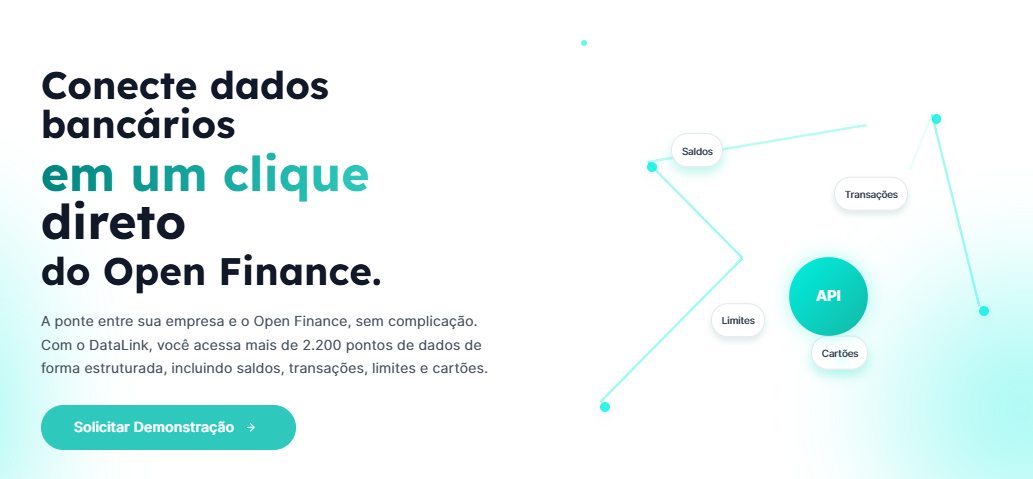 Conecte dados
bancários
em um clique
direto
do Open Finance.
A ponte entre sua empresa e o Open Finance, sem complicação.
Com o DataLink, você acessa mais de 2.200 pontos de dados de
forma estruturada, incluindo saldos, transações, limites e cartões.
Solicitar Demonstração →
Saldos
Transações
API
Limites
Cartões